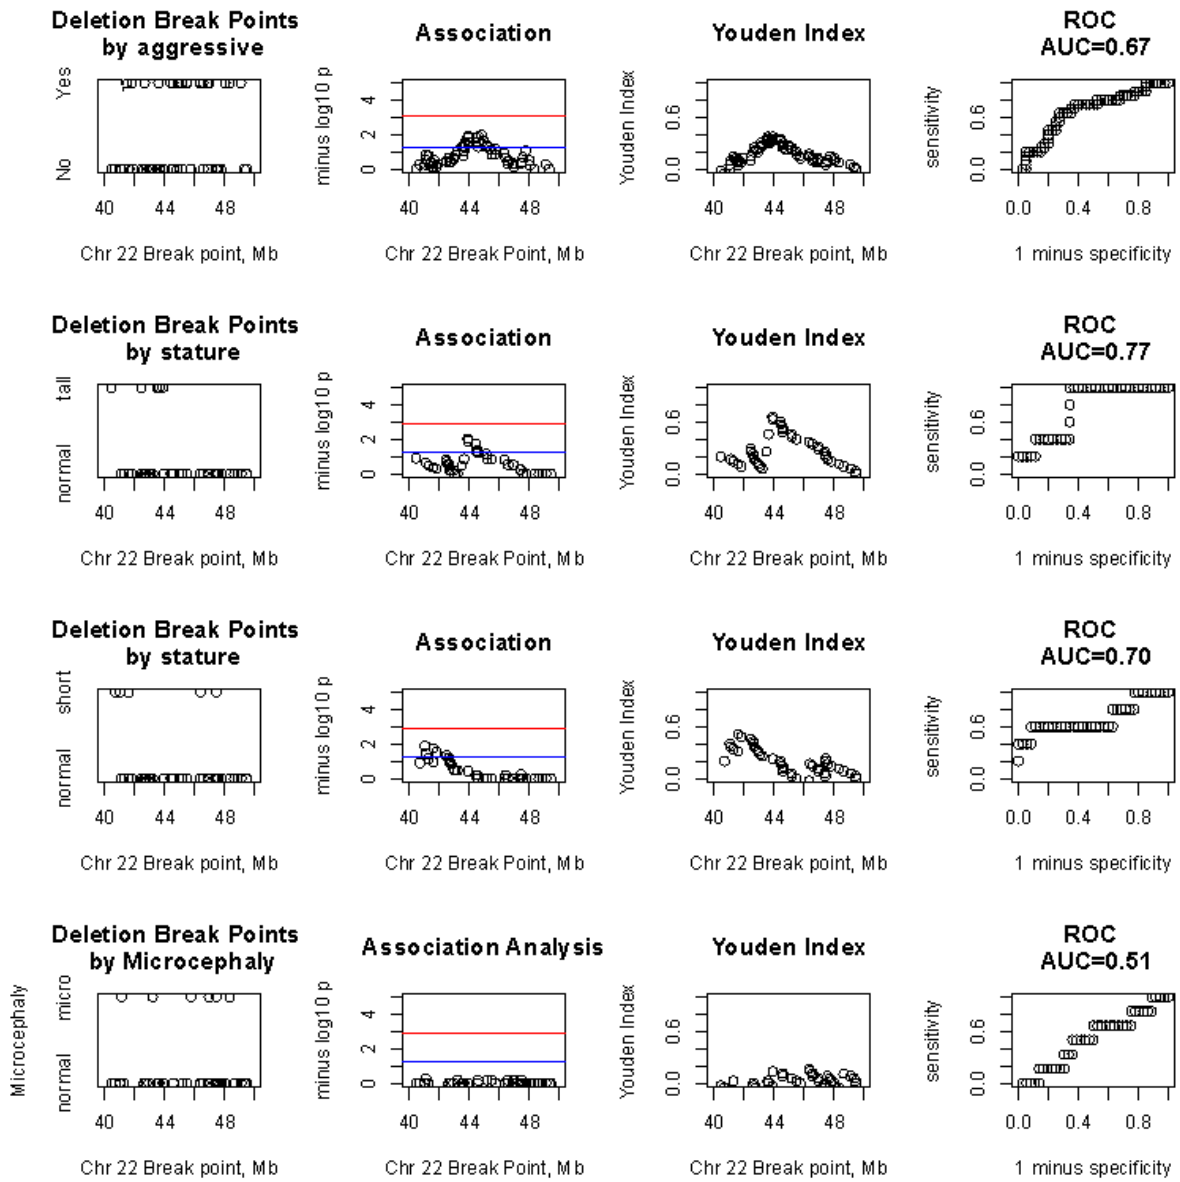 Deletion Break Points
by aggressive
Association
Youden Index
ROC
AUC=0.67
No Yes
40 44 48
Chr 22 Break point, Mb
minus log10 p
0 2 4
40 44 48
Chr 22 Break Point, Mb
Youden Index
0.0 0.6
40 44 48
Chr 22 Break Point, Mb
sensitivity
0.0 0.6
0.0 0.4 0.8
1 minus specificity
Deletion Break Points
by stature
Association
Youden Index
ROC
AUC=0.77
normal tall
40 44 48
Chr 22 Break point, Mb
minus log10 p
0 2 4
40 44 48
Chr 22 Break Point, Mb
Youden Index
0.0 0.6
40 44 48
Chr 22 Break Point, Mb
sensitivity
0.0 0.6
0.0 0.4 0.8
1 minus specificity
Deletion Break Points
by stature
Association
Youden Index
ROC
AUC=0.70
normal short
40 44 48
Chr 22 Break point, Mb
minus log10 p
0 2 4
40 44 48
Chr 22 Break Point, Mb
Youden Index
0.0 0.6
40 44 48
Chr 22 Break Point, Mb
sensitivity
0.0 0.6
0.0 0.4 0.8
1 minus specificity
Deletion Break Points
by Microcephaly
Association Analysis
Youden Index
ROC
AUC=0.51
Microcephaly
normal micro
40 44 48
Chr 22 Break point, Mb
minus log10 p
0 2 4
40 44 48
Chr 22 Break Point, Mb
Youden Index
0.0 0.6
40 44 48
Chr 22 Break Point, Mb
sensitivity
0.0 0.6
0.0 0.4 0.8
1 minus specificity